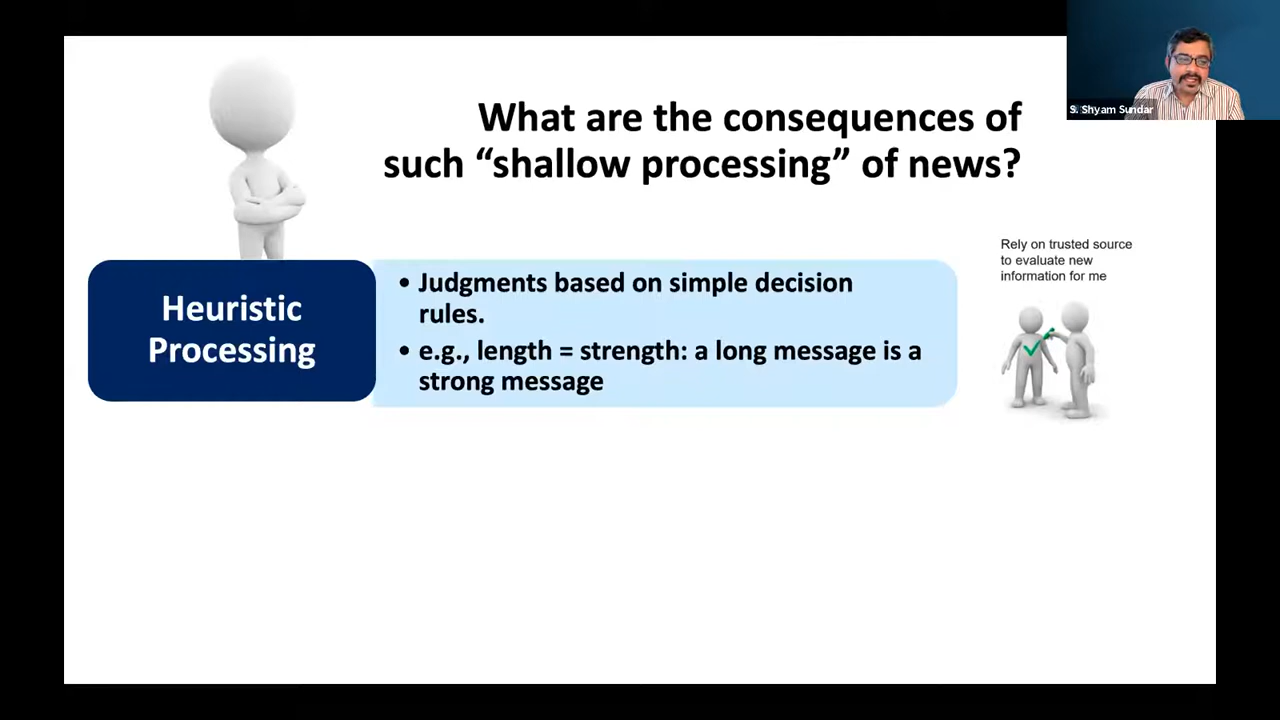 S. Shyam Sundar
What are the consequences of
such “shallow processing” of news?
Rely on trusted source
to evaluate new
information for me
Heuristic
Processing
• Judgments based on simple decision
rules.
• e.g., length = strength: a long message is a
strong message